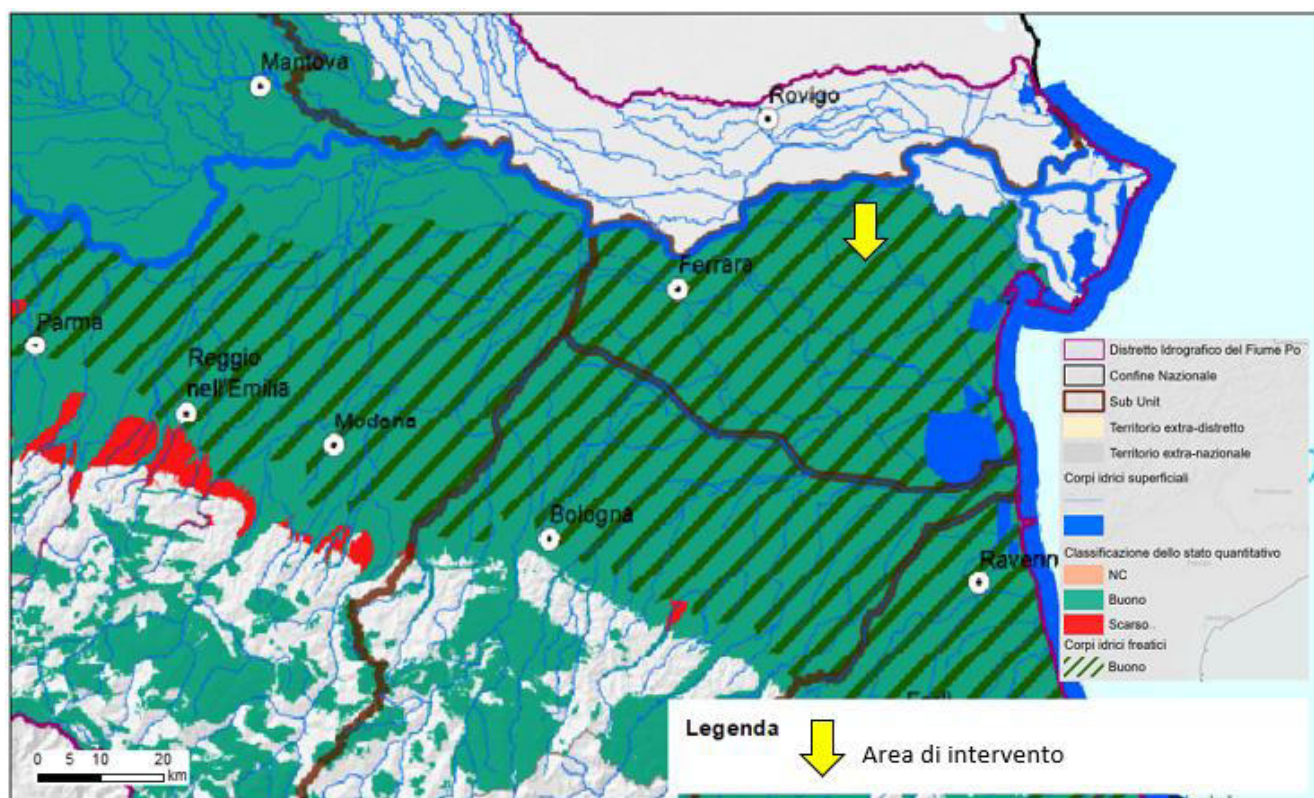 Mantova
Rovigo
Ferrara
Parma
Reggio
nell'Emilia
Modena
Bologna
Ravenn
Distretto Idrografico del Fiume Po
Confine Nazionale
Sub Unit
Territorio extra-distretto
Territorio extra-nazionale
Corpi idrici superficiali
Classificazione dello stato quantitativo
NC
Buono
Scarso..
Corpi idrici freatici
Buono
Legenda
Area di intervento
0 5 10 20
km